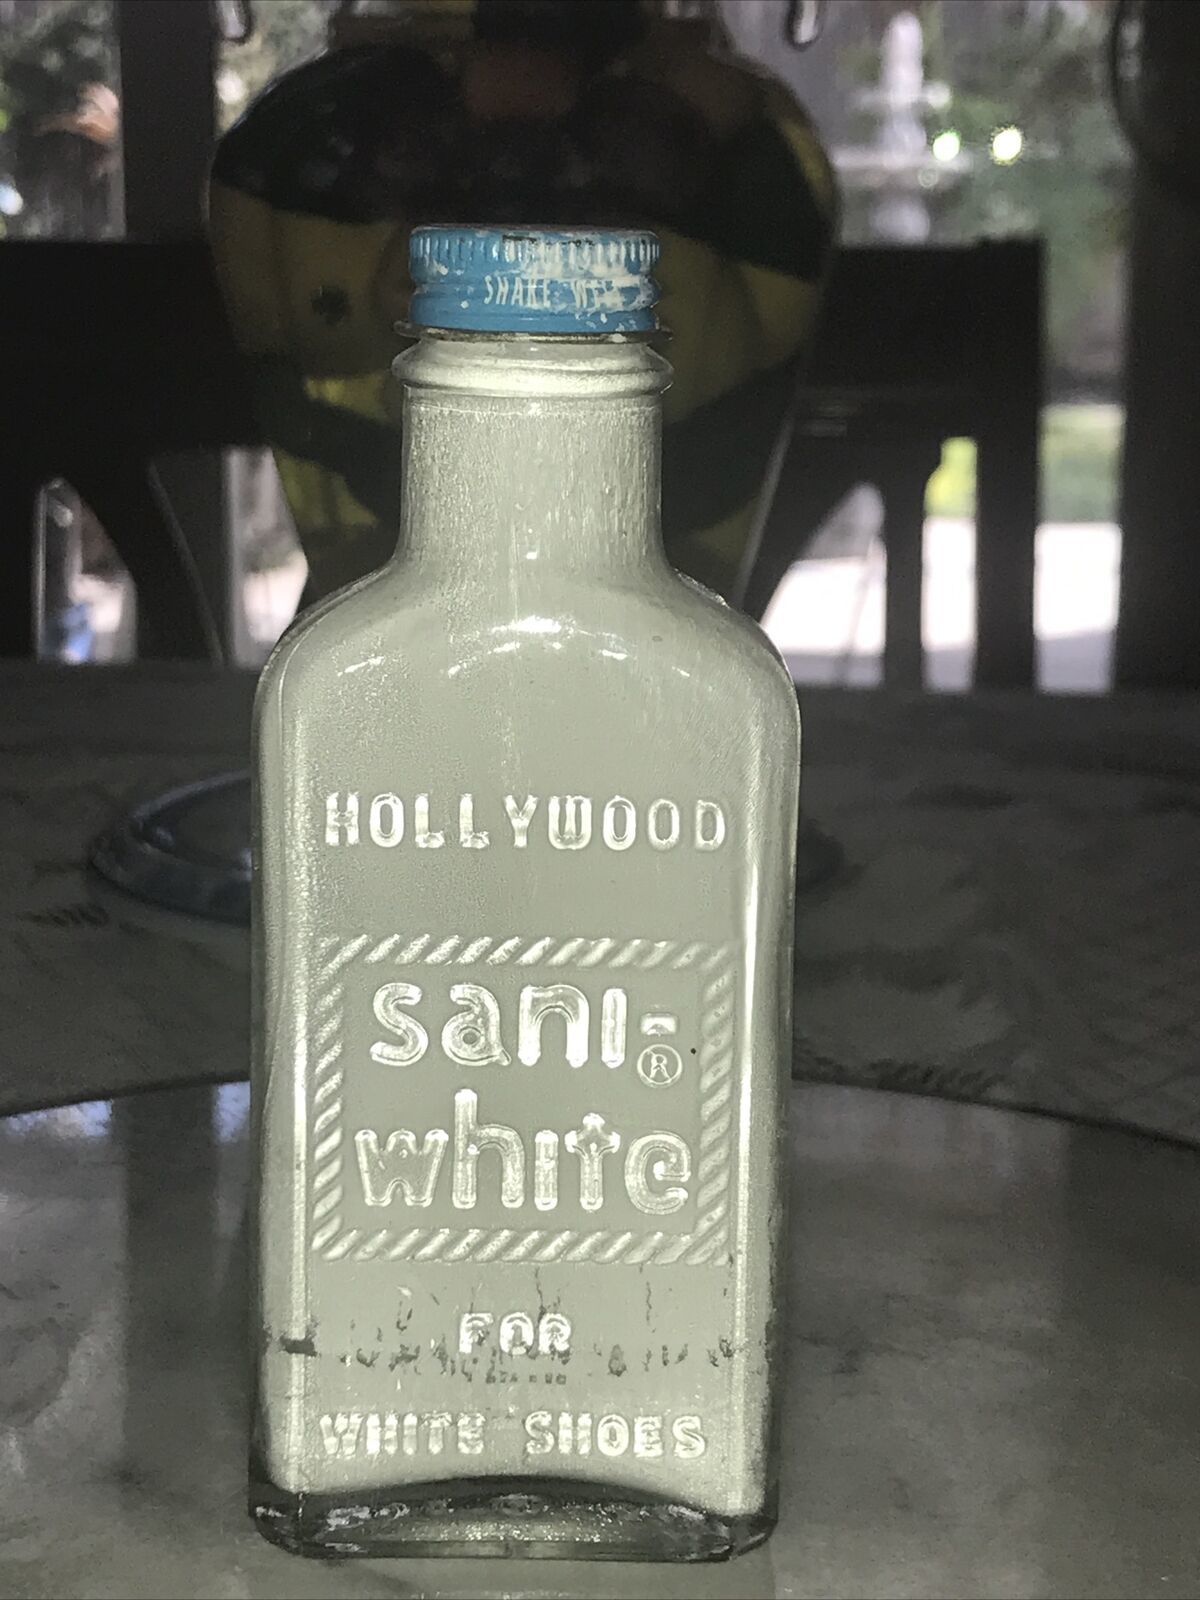 SHAKE WELL
HOLLYWOOD
sani-
®
white
FOR
WHITE SHOES